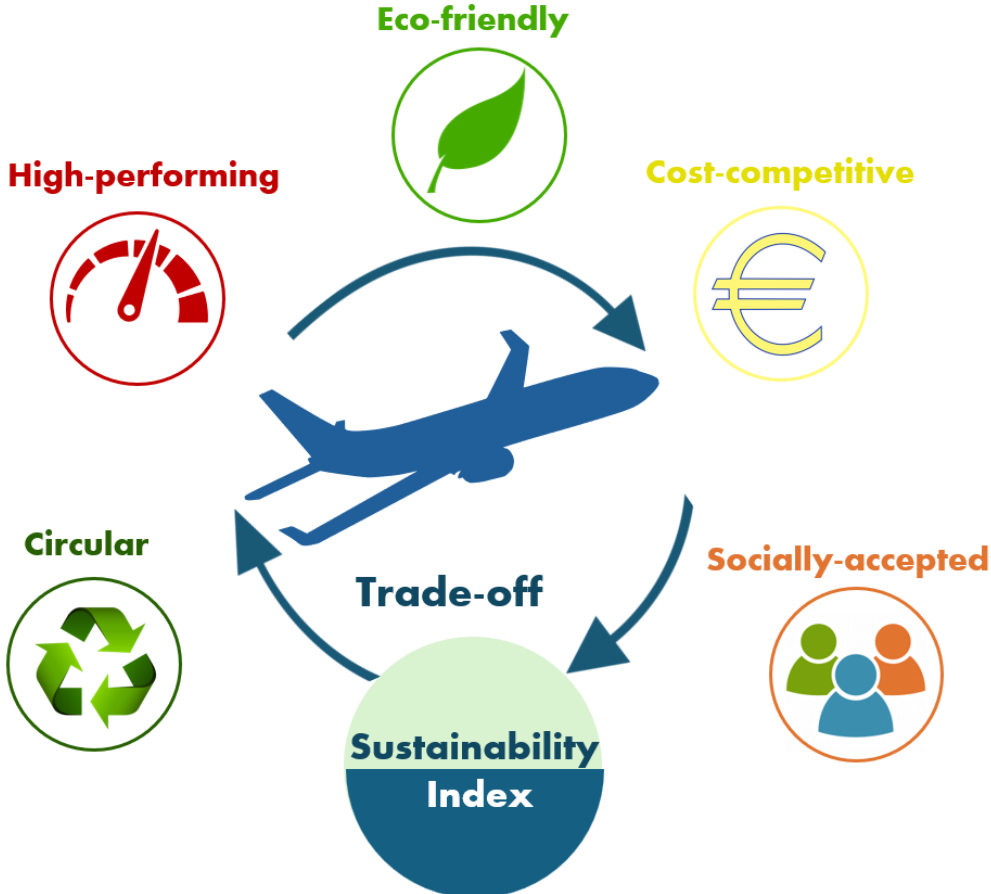 Eco-friendly
High-performing
Cost-competitive
Circular
Socially-accepted
Trade-off
Sustainability
Index